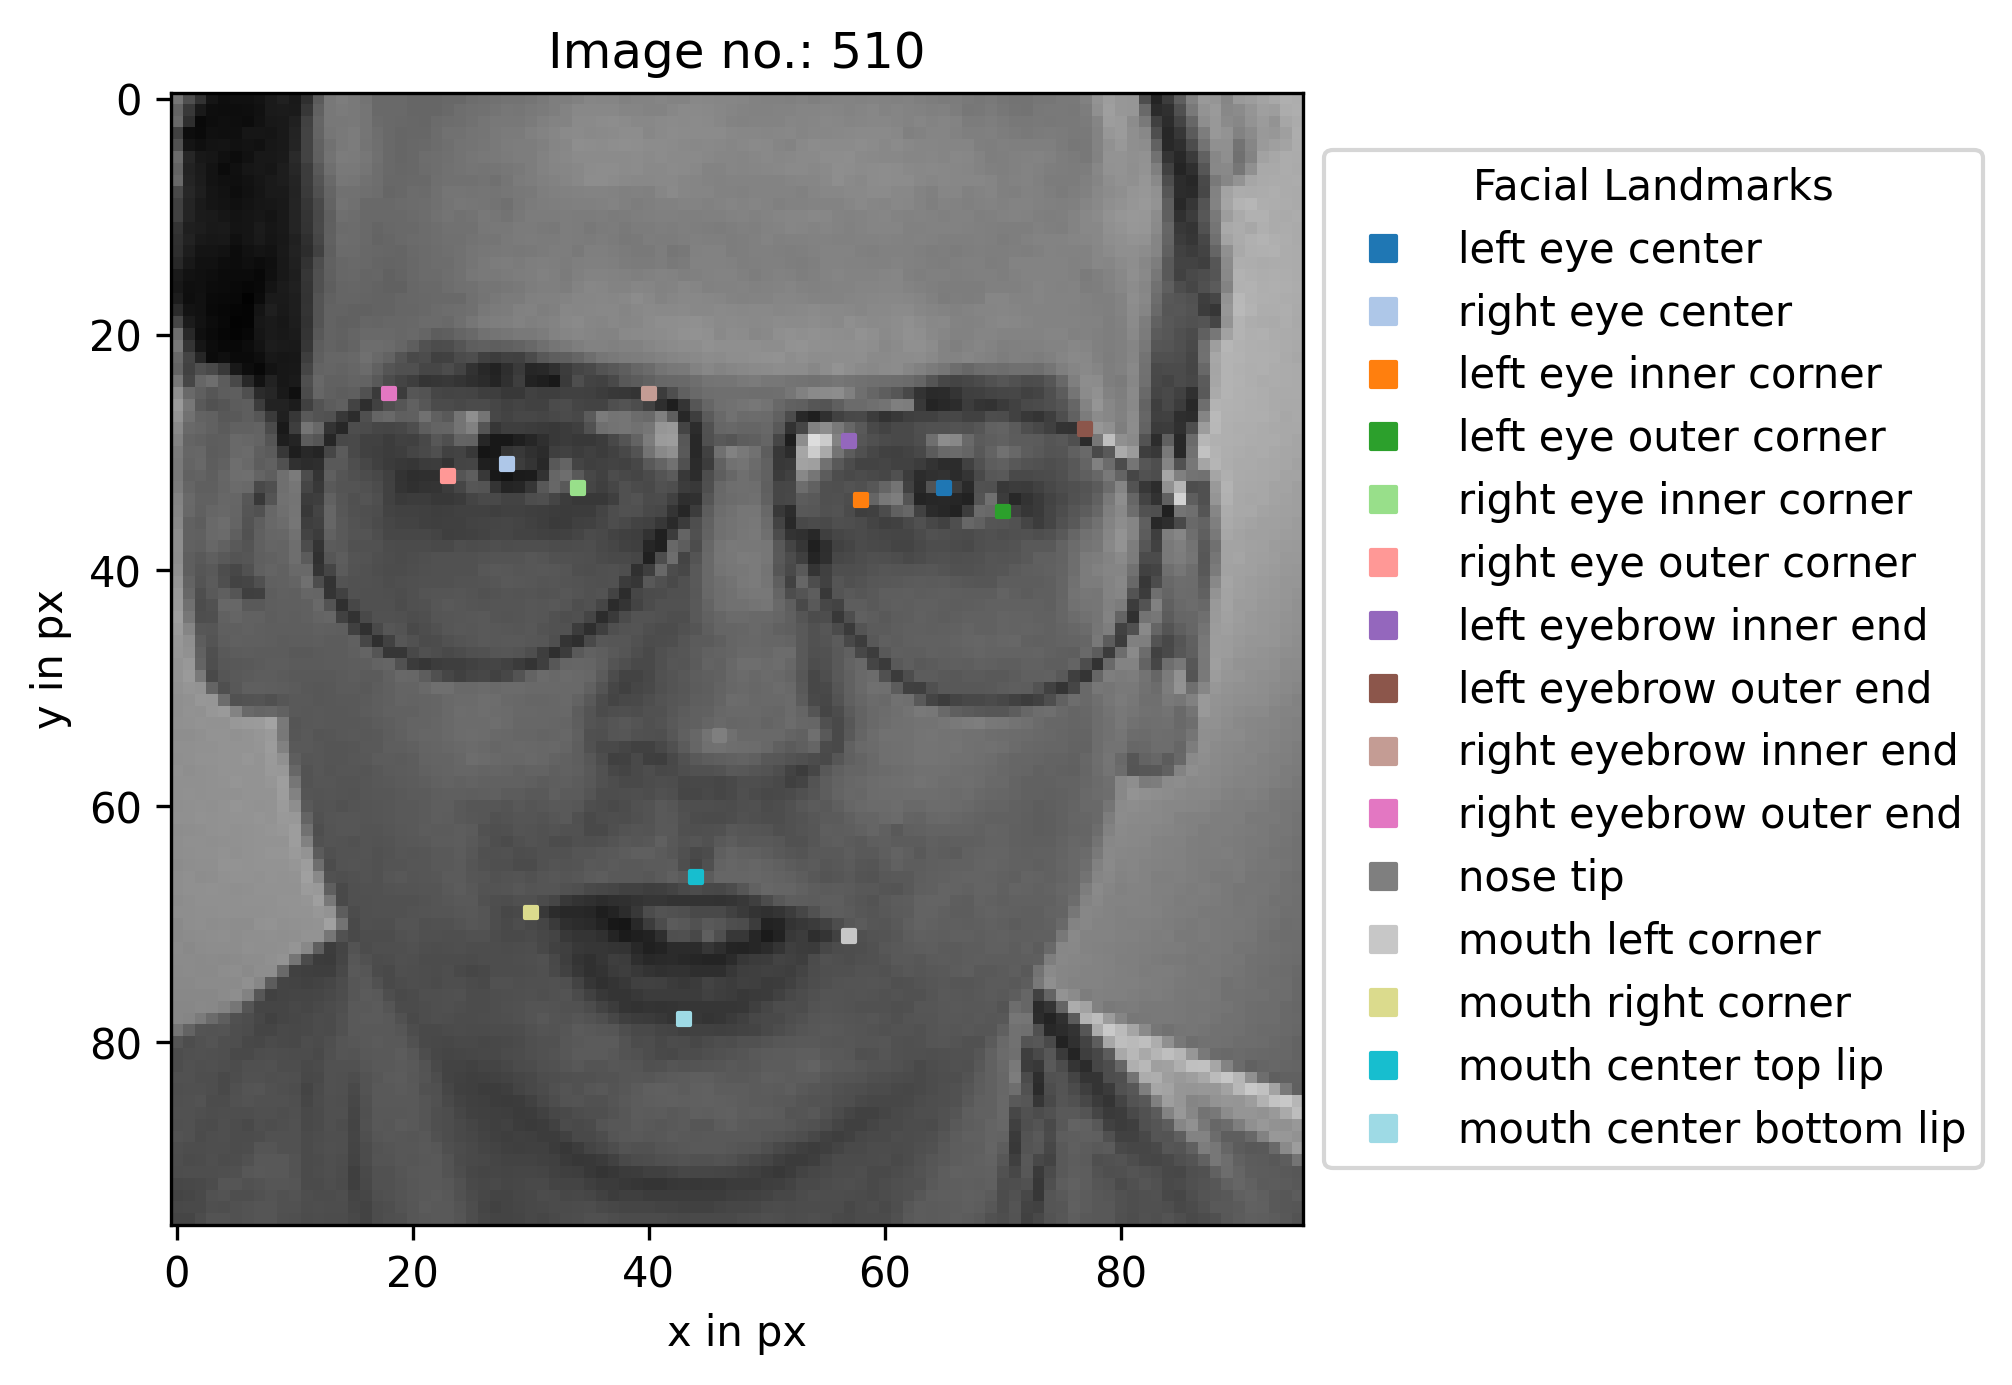 Image no.: 510
0
20
40
60
80
y in px
0 20 40 60 80
x in px
Facial Landmarks
left eye center
right eye center
left eye inner corner
left eye outer corner
right eye inner corner
right eye outer corner
left eyebrow inner end
left eyebrow outer end
right eyebrow inner end
right eyebrow outer end
nose tip
mouth left corner
mouth right corner
mouth center top lip
mouth center bottom lip